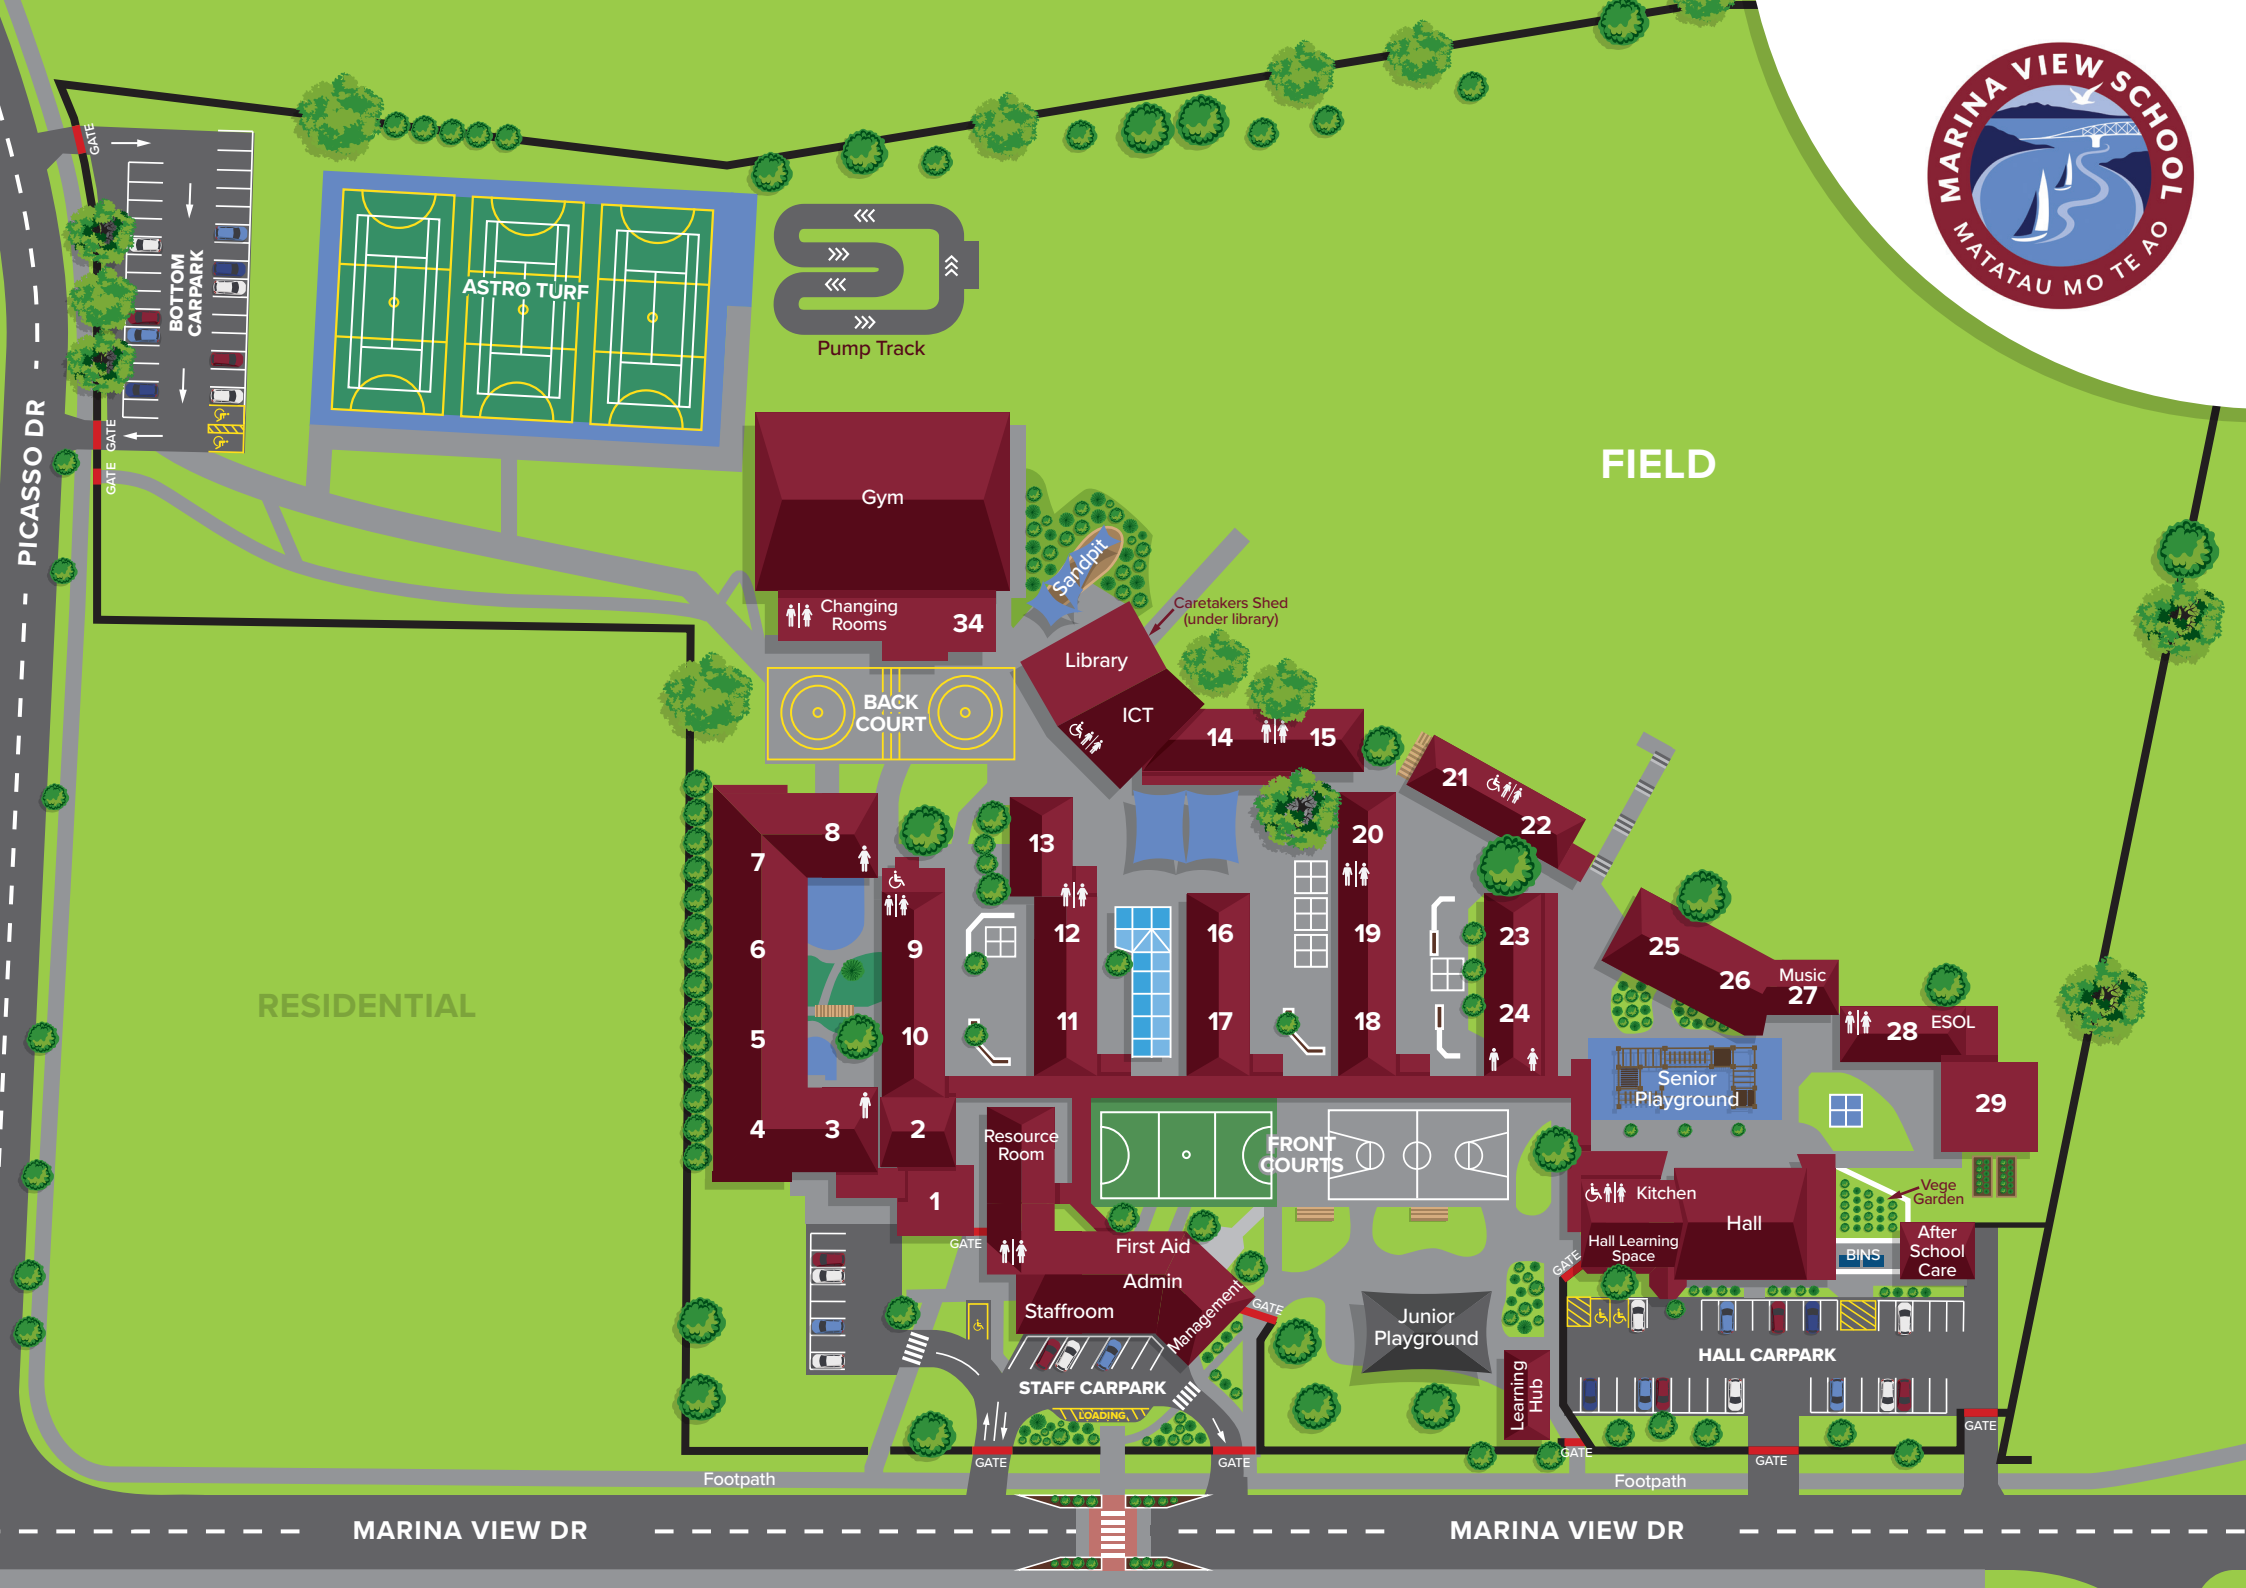 MARINA VIEW SCHOOL
MATATAU MO TE AO
GATE
BOTTOM
CARPARK
GATE
GATE
PICASSO DR
ASTRO TURF
Pump Track
FIELD
Gym
Changing
Rooms
34
Sandpit
Caretakers Shed
(under library)
Library
ICT
BACK
COURT
14
15
21
22
8
7
13
20
6
9
12
16
19
23
25
26
Music
27
RESIDENTIAL
5
10
11
17
18
24
28
ESOL
Senior
Playground
29
4
3
2
Resource
Room
FRONT
COURTS
1
Kitchen
Vege
Garden
Hall
GATE
First Aid
Hall Learning
Space
After
School
Care
BINS
GATE
Admin
Staffroom
Management
GATE
Junior
Playground
HALL CARPARK
STAFF CARPARK
LOADING
Learning
Hub
GATE
GATE
GATE
GATE
GATE
Footpath
Footpath
MARINA VIEW DR
MARINA VIEW DR